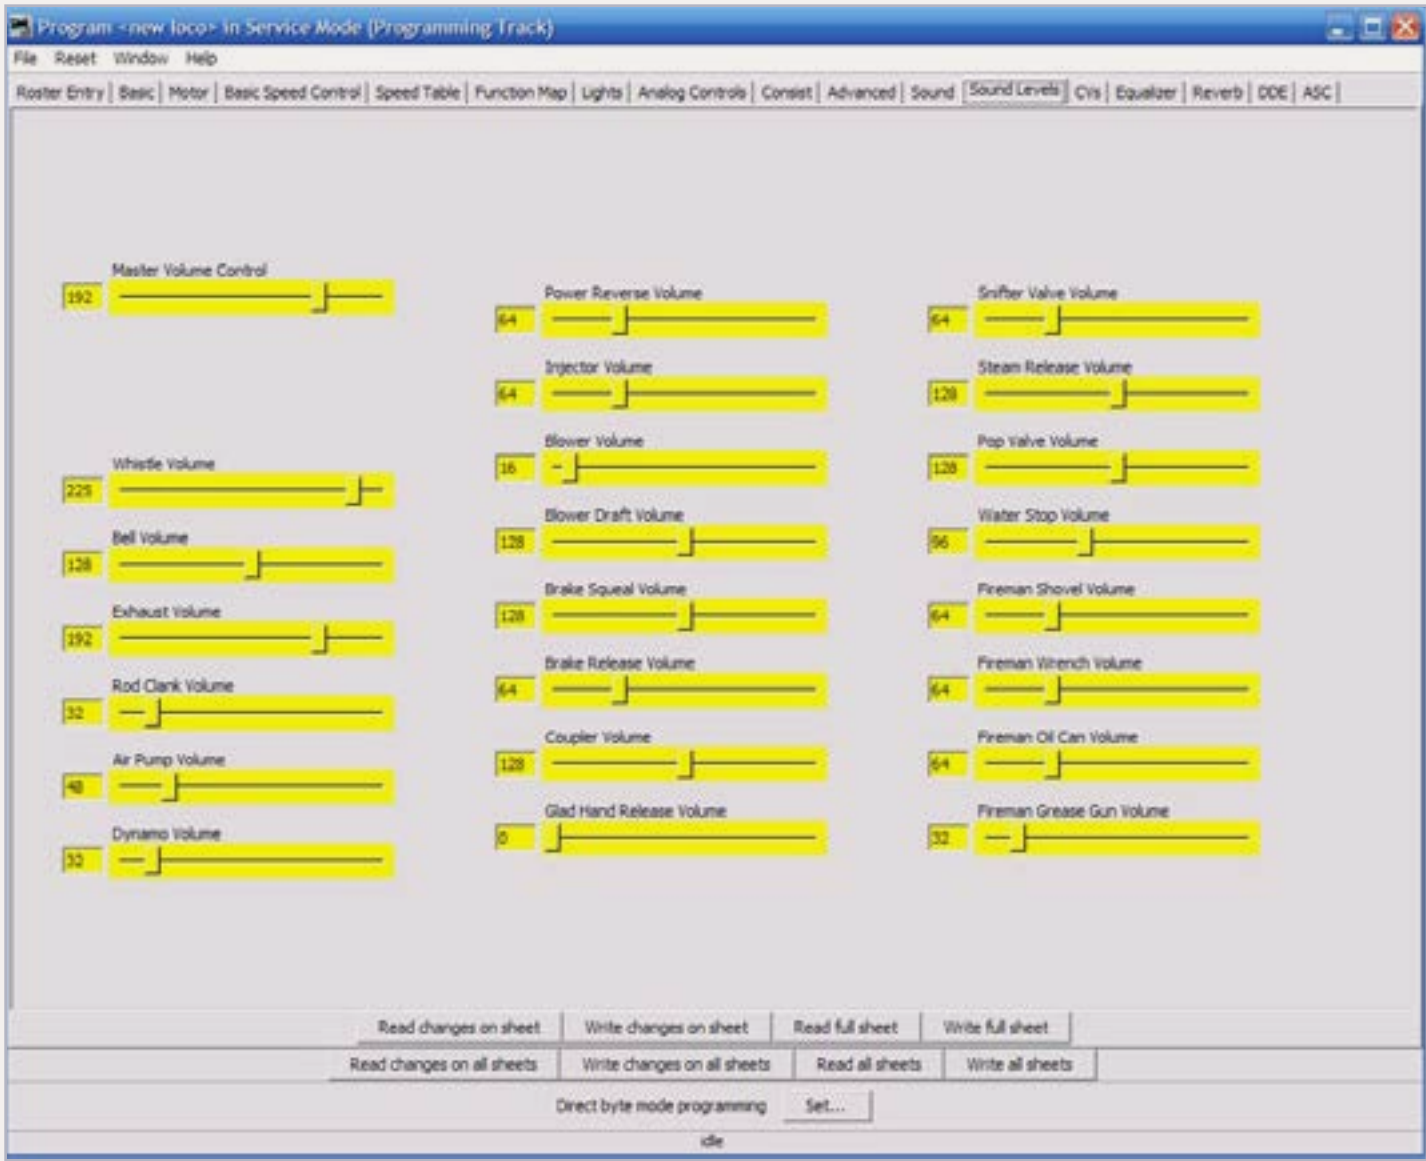 Program <new loco> in Service Mode (Programming Track)
File Reset Window Help
Roster Entry Basic Motor Basic Speed Control Speed Table Function Map Lights Analog Controls Consist Advanced Sound Sound Levels CVs Equalizer Reverb DDE ASC
Master Volume Control
192
Whistle Volume
225
Bell Volume
128
Exhaust Volume
192
Rod Clank Volume
32
Air Pump Volume
48
Dynamo Volume
32
Power Reverse Volume
64
Injector Volume
64
Blower Volume
16
Blower Draft Volume
128
Brake Squeal Volume
128
Brake Release Volume
64
Coupler Volume
128
Glad Hand Release Volume
0
Snifter Valve Volume
64
Steam Release Volume
128
Pop Valve Volume
128
Water Stop Volume
96
Fireman Shovel Volume
64
Fireman Wrench Volume
64
Fireman Oil Can Volume
64
Fireman Grease Gun Volume
32
Read changes on sheet Write changes on sheet Read full sheet Write full sheet
Read changes on all sheets Write changes on all sheets Read all sheets Write all sheets
Direct byte mode programming Set...
idle